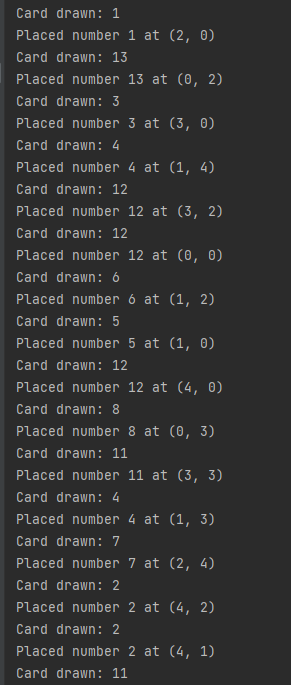 Card drawn: 1
Placed number 1 at (2, 0)
Card drawn: 13
Placed number 13 at (0, 2)
Card drawn: 3
Placed number 3 at (3, 0)
Card drawn: 4
Placed number 4 at (1, 4)
Card drawn: 12
Placed number 12 at (3, 2)
Card drawn: 12
Placed number 12 at (0, 0)
Card drawn: 6
Placed number 6 at (1, 2)
Card drawn: 5
Placed number 5 at (1, 0)
Card drawn: 12
Placed number 12 at (4, 0)
Card drawn: 8
Placed number 8 at (0, 3)
Card drawn: 11
Placed number 11 at (3, 3)
Card drawn: 4
Placed number 4 at (1, 3)
Card drawn: 7
Placed number 7 at (2, 4)
Card drawn: 2
Placed number 2 at (4, 2)
Card drawn: 2
Placed number 2 at (4, 1)
Card drawn: 11